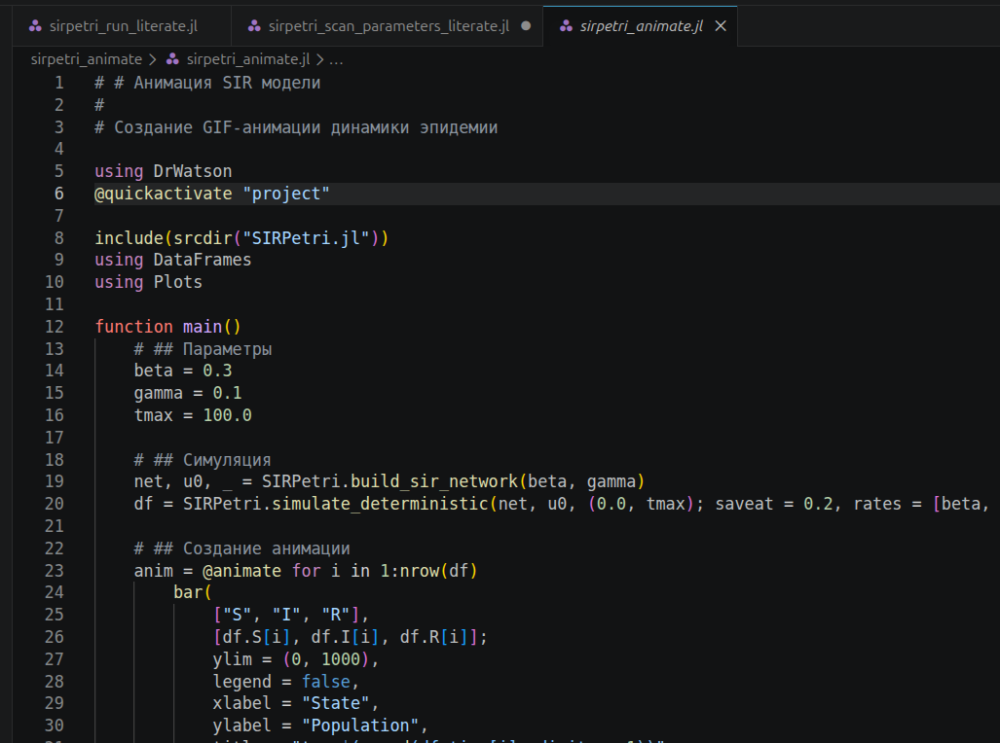 sirpetri_run_literate.jl sirpetri_scan_parameters_literate.jl sirpetri_animate.jl
sirpetri_animate > sirpetri_animate.jl > ...
1 # # Анимация SIR модели
2 #
3 # Создание GIF-анимации динамики эпидемии
4
5 using DrWatson
6 @quickactivate "project"
7
8 include(srcdir("SIRPetri.jl"))
9 using DataFrames
10 using Plots
11
12 function main()
13     # ## Параметры
14     beta = 0.3
15     gamma = 0.1
16     tmax = 100.0
17
18     # ## Симуляция
19     net, u0, _ = SIRPetri.build_sir_network(beta, gamma)
20     df = SIRPetri.simulate_deterministic(net, u0, (0.0, tmax); saveat = 0.2, rates = [beta,
21
22     # ## Создание анимации
23     anim = @animate for i in 1:nrow(df)
24         bar(
25             ["S", "I", "R"],
26             [df.S[i], df.I[i], df.R[i]];
27             ylim = (0, 1000),
28             legend = false,
29             xlabel = "State",
30             ylabel = "Population",